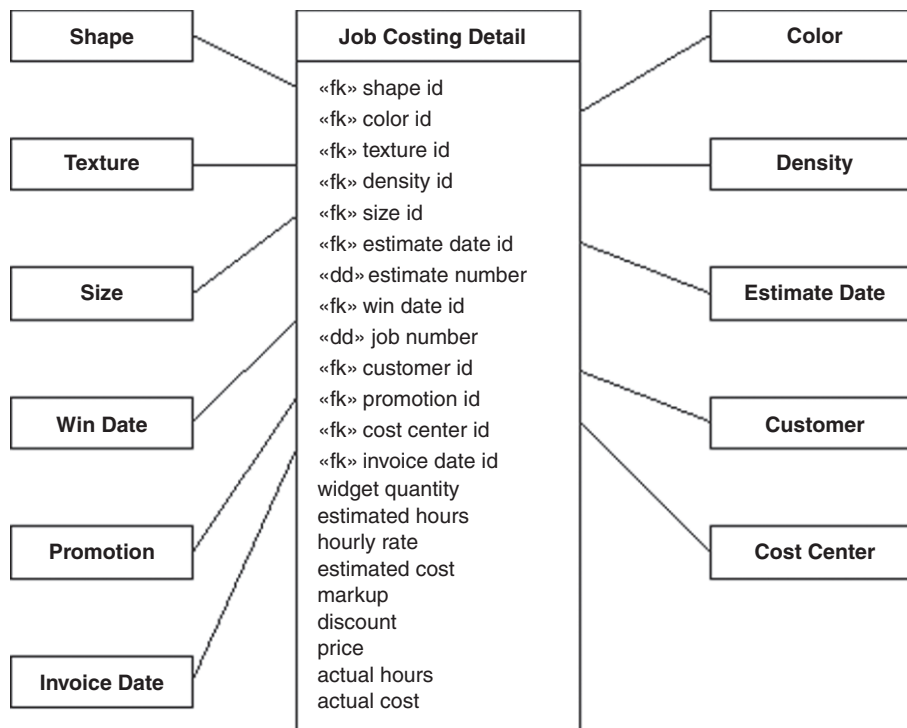 Shape
Job Costing Detail
Color
«fk» shape id
«fk» color id
«fk» texture id
«fk» density id
«fk» size id
«fk» estimate date id
«dd» estimate number
«fk» win date id
«dd» job number
«fk» customer id
«fk» promotion id
«fk» cost center id
«fk» invoice date id
widget quantity
estimated hours
hourly rate
estimated cost
markup
discount
price
actual hours
actual cost
Texture
Density
Size
Estimate Date
Win Date
Customer
Promotion
Cost Center
Invoice Date